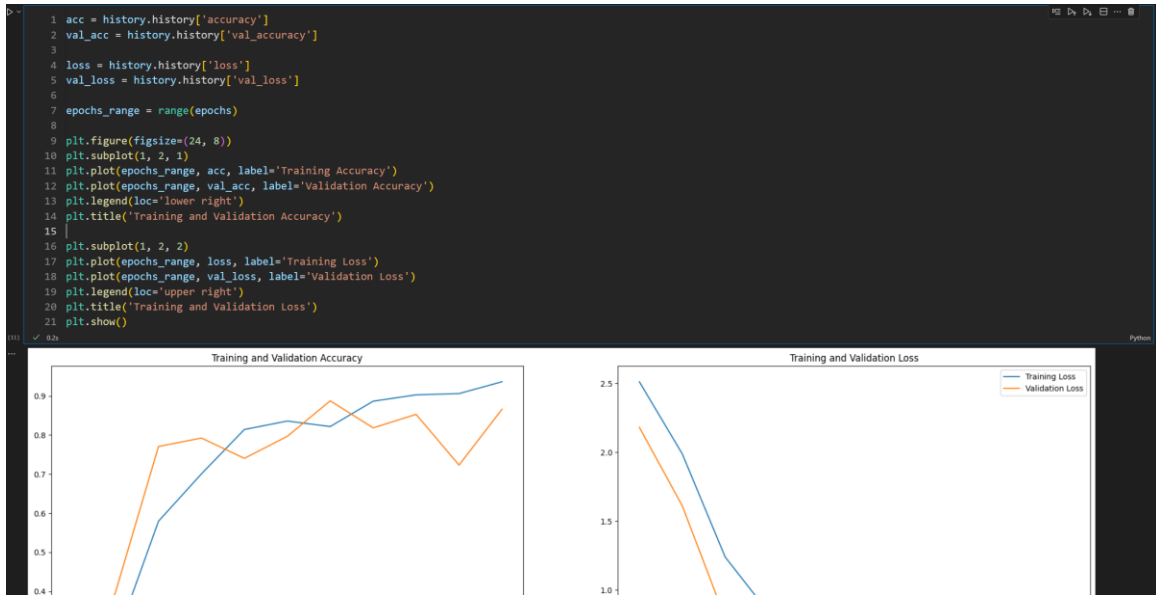 1 acc = history.history['accuracy']
2 val_acc = history.history['val_accuracy']
3
4 loss = history.history['loss']
5 val_loss = history.history['val_loss']
6
7 epochs_range = range(epochs)
8
9 plt.figure(figsize=(24, 8))
10 plt.subplot(1, 2, 1)
11 plt.plot(epochs_range, acc, label='Training Accuracy')
12 plt.plot(epochs_range, val_acc, label='Validation Accuracy')
13 plt.legend(loc='lower right')
14 plt.title('Training and Validation Accuracy')
15
16 plt.subplot(1, 2, 2)
17 plt.plot(epochs_range, loss, label='Training Loss')
18 plt.plot(epochs_range, val_loss, label='Validation Loss')
19 plt.legend(loc='upper right')
20 plt.title('Training and Validation Loss')
21 plt.show()
0.2s
Python
Training and Validation Accuracy
0.9
0.8
0.7
0.6
0.5
0.4
Training and Validation Loss
Training Loss
Validation Loss
2.5
2.0
1.5
1.0